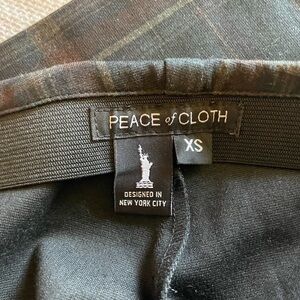 PEACE of CLOTH
XS
DESIGNED IN
NEW YORK CITY